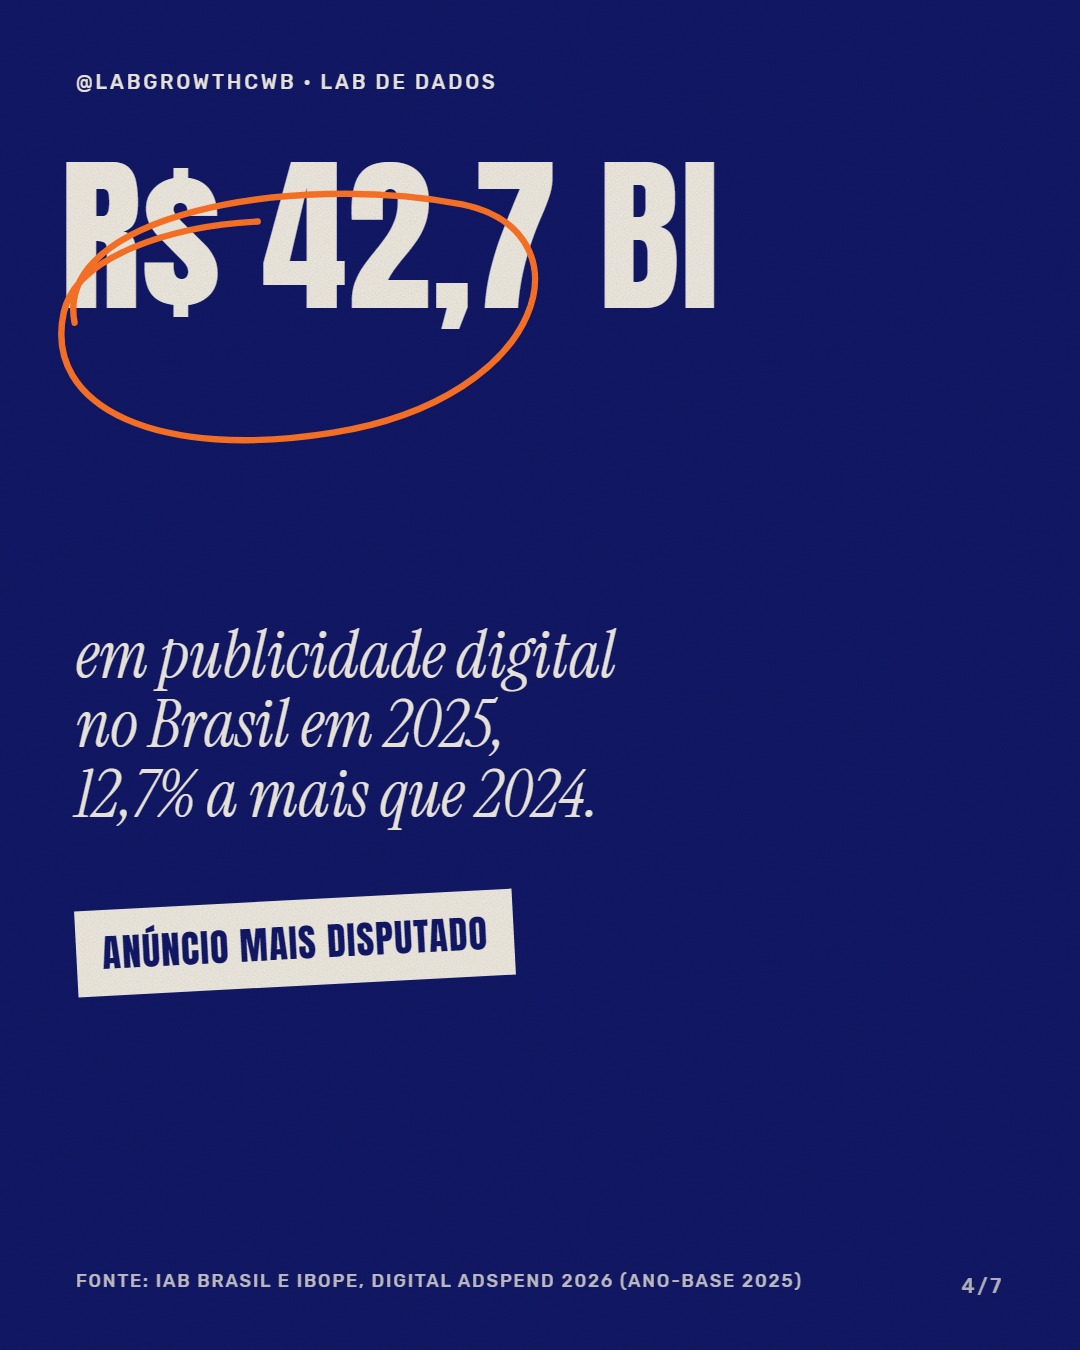 @LABGROWTHCWB • LAB DE DADOS
R$ 42,7 BI
em publicidade digital
no Brasil em 2025,
12,7% a mais que 2024.
ANÚNCIO MAIS DISPUTADO
FONTE: IAB BRASIL E IBOPE, DIGITAL ADSPEND 2026 (ANO-BASE 2025)
4/7